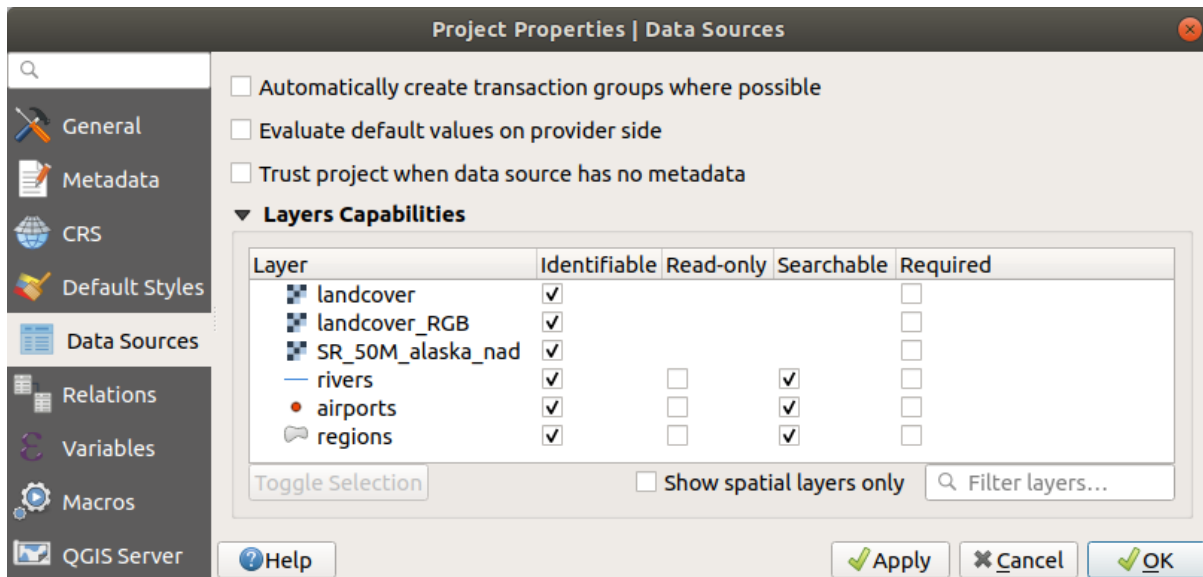 Project Properties | Data Sources
General
Metadata
CRS
Default Styles
Data Sources
Relations
Variables
Macros
QGIS Server
Automatically create transaction groups where possible
Evaluate default values on provider side
Trust project when data source has no metadata
Layers Capabilities
Layer Identifiable Read-only Searchable Required
landcover
landcover_RGB
SR_50M_alaska_nad
rivers
airports
regions
Toggle Selection Show spatial layers only Filter layers...
Help Apply Cancel OK